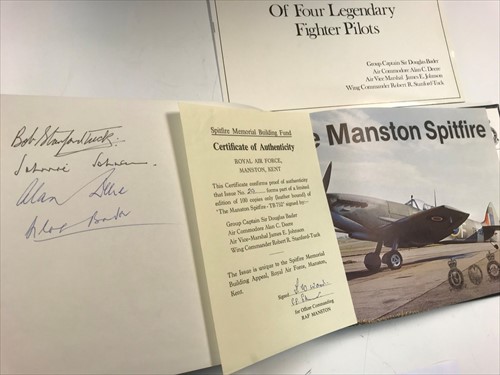 Of Four Legendary
Fighter Pilots
Group Captain Sir Douglas Bader
Air Commodore Alan C. Deere
Air Vice Marshal James E. Johnson
Wing Commander Robert R. Stanford Tuck
Bob Stanford Tuck.
Johnnie Johnson
Alan Deere
Douglas Bader
Spitfire Memorial Building Fund
Certificate of Authenticity
ROYAL AIR FORCE,
MANSTON, KENT
This Certificate confirms proof of authenticity
that Issue No. 20 forms part of a limited
edition of 100 copies only (leather bound) of
"The Manston Spitfire - TB 752" signed by:—
Group Captain Sir Douglas Bader
Air Commodore Alan C. Deere
Air Vice-Marshal James E. Johnson
Wing Commander Robert R. Stanford-Tuck
The Issue is unique to the Spitfire Memorial
Building Appeal, Royal Air Force, Manston,
Kent.
Signed
for Officer Commanding
RAF MANSTON
e Manston Spitfire